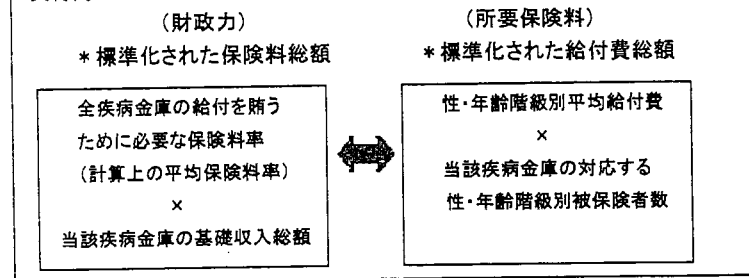 （財政力）
＊標準化された保険料総額
全疾病金庫の給付を賄う
ために必要な保険料率
（計算上の平均保険料率）
×
当該疾病金庫の基礎収入総額
（所要保険料）
＊標準化された給付費総額
性・年齢階級別平均給付費
×
当該疾病金庫の対応する
性・年齢階級別被保険者数